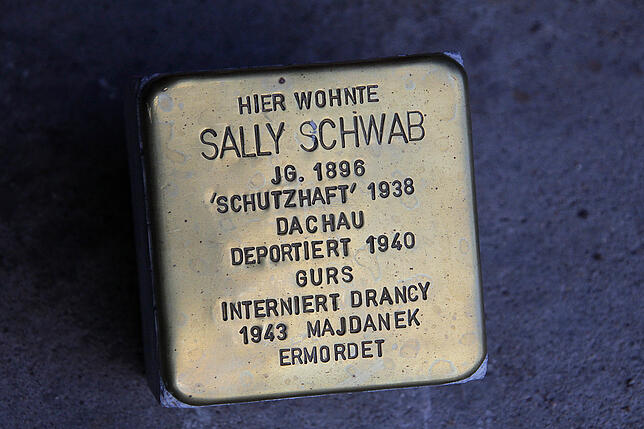 HIER WOHNTE
SALLY SCHWAB
JG. 1896
'SCHUTZHAFT' 1938
DACHAU
DEPORTIERT 1940
GURS
INTERNIERT DRANCY
1943 MAJDANEK
ERMORDET